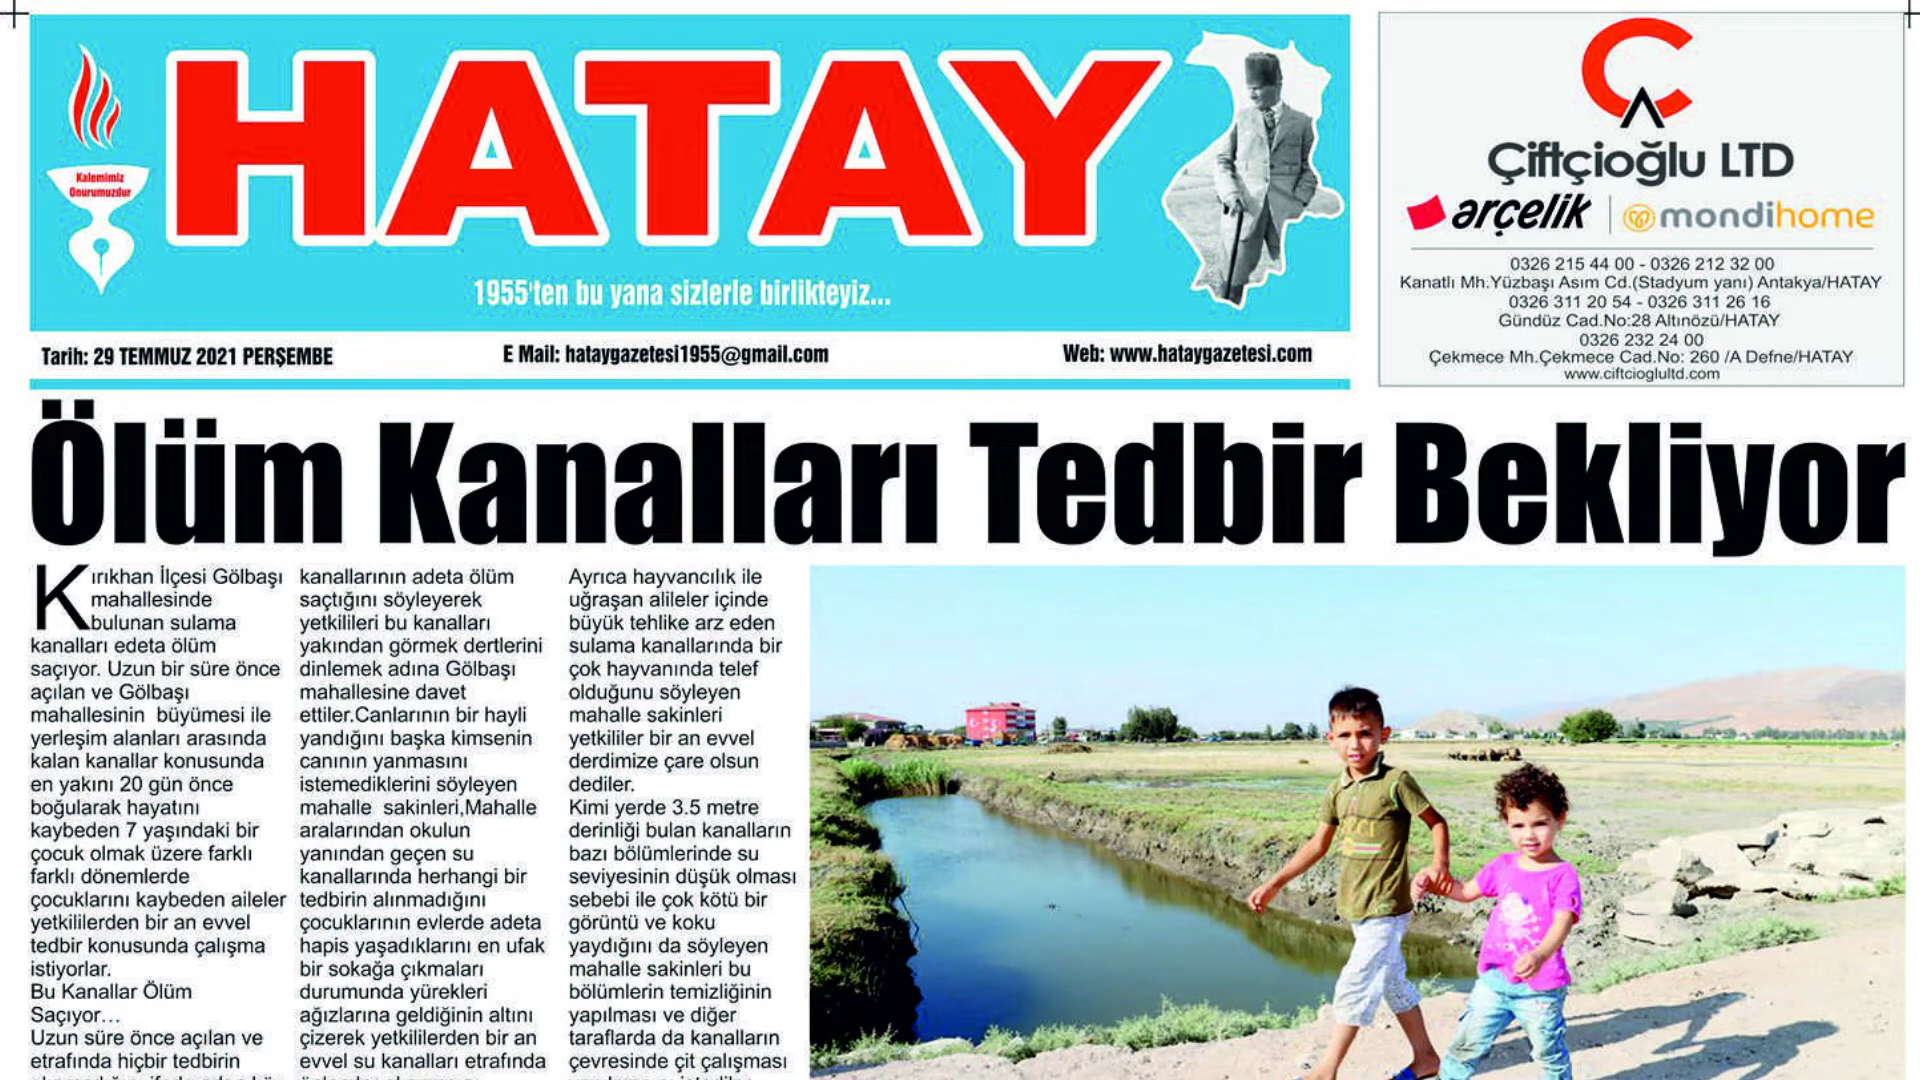 Kalemimiz
Onurumuzdur
HATAY
1955'ten bu yana sizlerle birlikteyiz...
Tarih: 29 TEMMUZ 2021 PERŞEMBE
E Mail: hataygazetesi1955@gmail.com
Web: www.hataygazetesi.com
Çiftçioğlu LTD
arçelik
mondihome
0326 215 44 00 - 0326 212 32 00
Kanatlı Mh.Yüzbaşı Asım Cd.(Stadyum yanı) Antakya/HATAY
0326 311 20 54 - 0326 311 26 16
Gündüz Cad.No:28 Altınözü/HATAY
0326 232 24 00
Çekmece Mh.Çekmece Cad.No: 260 /A Defne/HATAY
www.ciftcioglultd.com
Ölüm Kanalları Tedbir Bekliyor
Kırıkhan İlçesi Gölbaşı
mahallesinde
bulunan sulama
kanalları edeta ölüm
saçıyor. Uzun bir süre önce
açılan ve Gölbaşı
mahallesinin büyümesi ile
yerleşim alanları arasında
kalan kanallar konusunda
en yakını 20 gün önce
boğularak hayatını
kaybeden 7 yaşındaki bir
çocuk olmak üzere farklı
farklı dönemlerde
çocuklarını kaybeden aileler
yetkililerden bir an evvel
tedbir konusunda çalışma
istiyorlar.
Bu Kanallar Ölüm
Saçıyor…
Uzun süre önce açılan ve
etrafında hiçbir tedbirin
kanallarının adeta ölüm
saçtığını söyleyerek
yetkilileri bu kanalları
yakından görmek dertlerini
dinlemek adına Gölbaşı
mahallesine davet
ettiler.Canlarının bir hayli
yandığını başka kimsenin
canının yanmasını
istemediklerini söyleyen
mahalle sakinleri,Mahalle
aralarından okulun
yanından geçen su
kanallarında herhangi bir
tedbirin alınmadığını
çocuklarının evlerde adeta
hapis yaşadıklarını en ufak
bir sokağa çıkmaları
durumunda yürekleri
ağızlarına geldiğinin altını
çizerek yetkililerden bir an
evvel su kanalları etrafında
Ayrıca hayvancılık ile
uğraşan alileler içinde
büyük tehlike arz eden
sulama kanallarında bir
çok hayvanında telef
olduğunu söyleyen
mahalle sakinleri
yetkililer bir an evvel
derdimize çare olsun
dediler.
Kimi yerde 3.5 metre
derinliği bulan kanalların
bazı bölümlerinde su
seviyesinin düşük olması
sebebi ile çok kötü bir
görüntü ve koku
yaydığını da söyleyen
mahalle sakinleri bu
bölümlerin temizliğinin
yapılması ve diğer
taraflarda da kanalların
çevresinde çit çalışması